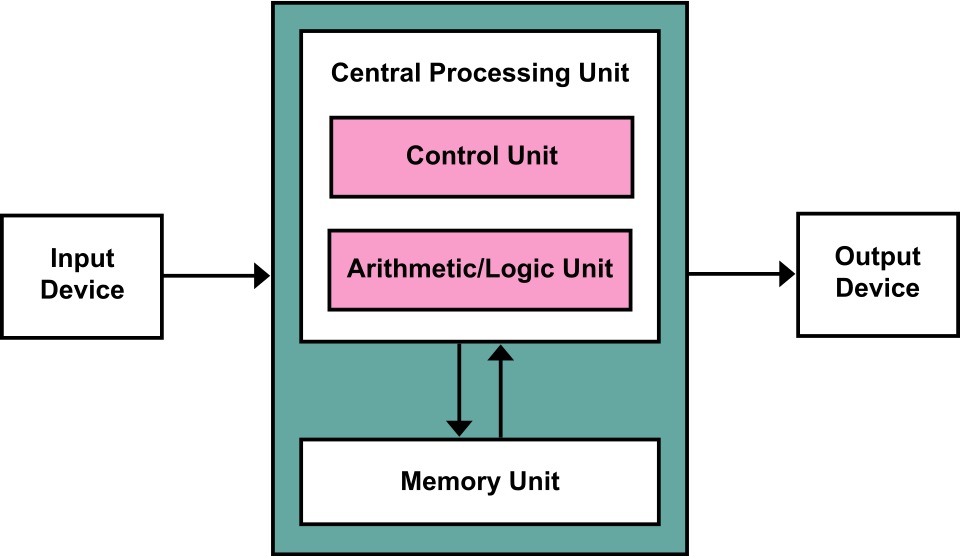 Central Processing Unit
Control Unit
Arithmetic/Logic Unit
Input
Device
Output
Device
Memory Unit